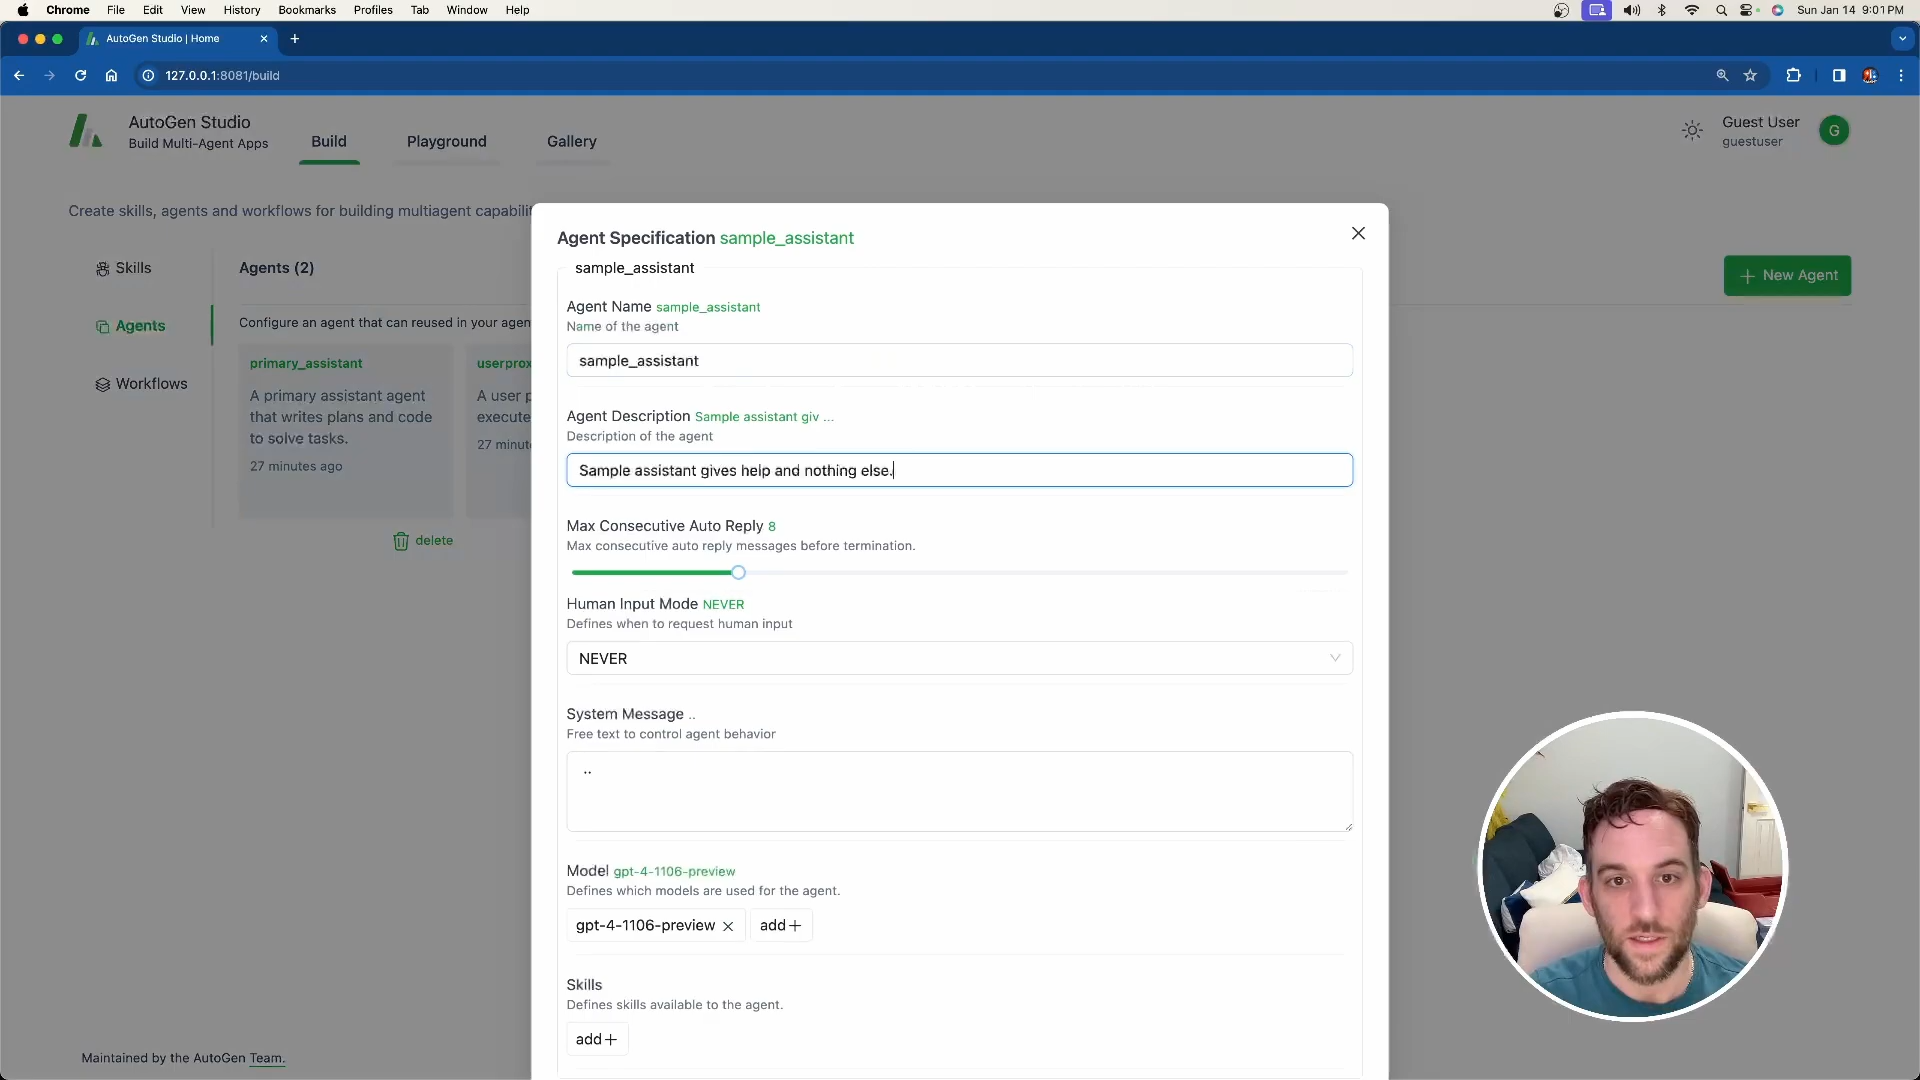 Chrome File Edit View History Bookmarks Profiles Tab Window Help Sun Jan 14 9:01 PM
AutoGen Studio | Home
127.0.0.1:8081/build
AutoGen Studio
Build Multi-Agent Apps
Build Playground Gallery
Guest User
guestuser
G
Create skills, agents and workflows for building multiagent capabilit
Skills
Agents
Workflows
Agents (2)
New Agent
Configure an agent that can reused in your agen
primary_assistant
A primary assistant agent
that writes plans and code
to solve tasks.
27 minutes ago
userprox
A user p
execute
27 minut
delete
Agent Specification sample_assistant
sample_assistant
Agent Name sample_assistant
Name of the agent
sample_assistant
Agent Description Sample assistant giv ...
Description of the agent
Sample assistant gives help and nothing else.
Max Consecutive Auto Reply 8
Max consecutive auto reply messages before termination.
Human Input Mode NEVER
Defines when to request human input
NEVER
System Message ..
Free text to control agent behavior
..
Model gpt-4-1106-preview
Defines which models are used for the agent.
gpt-4-1106-preview add
Skills
Defines skills available to the agent.
add
Maintained by the AutoGen Team.